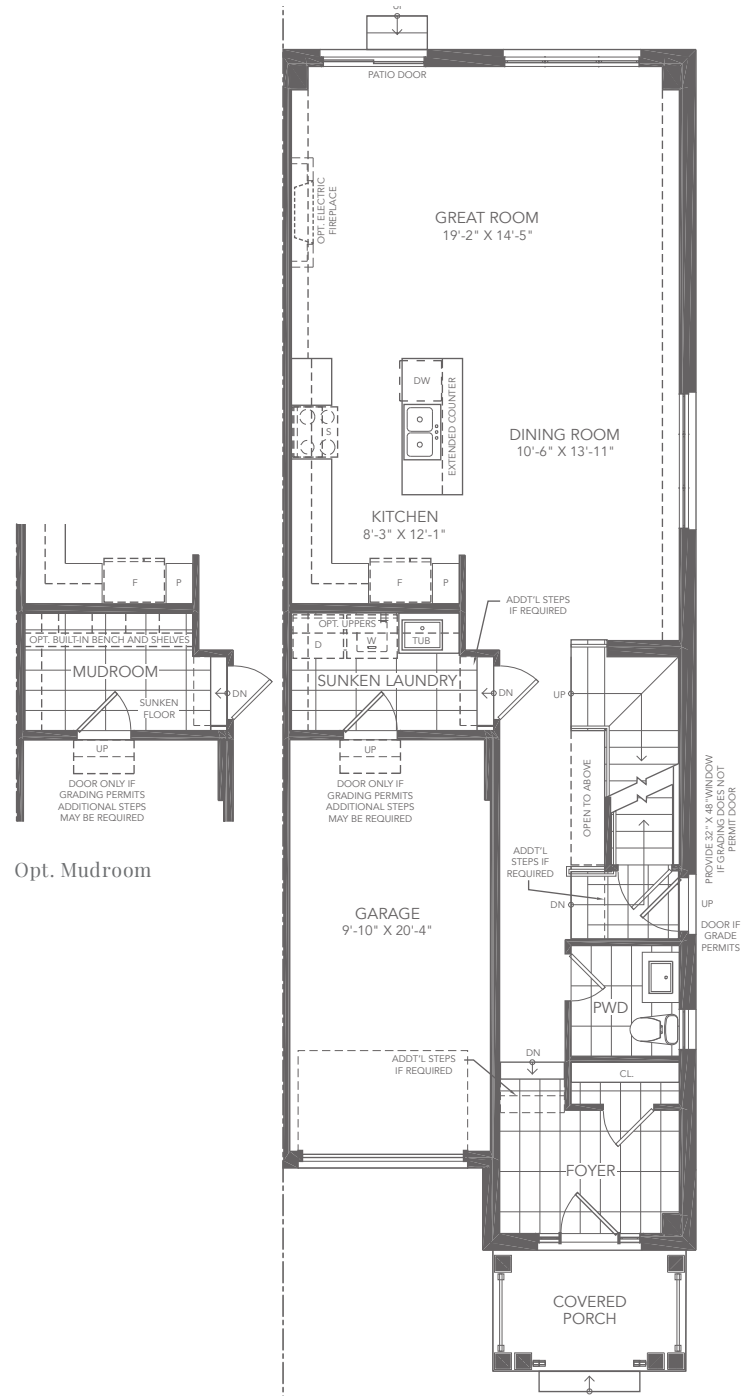 PATIO DOOR
OPT. ELECTRIC
FIREPLACE
GREAT ROOM
19'-2" X 14'-5"
DW
EXTENDED COUNTER
S
DINING ROOM
10'-6" X 13'-11"
KITCHEN
8'-3" X 12'-1"
F
P
ADDT'L STEPS
IF REQUIRED
OPT. UPPERS
D
W
TUB
SUNKEN LAUNDRY
DN
UP
DOOR ONLY IF
GRADING PERMITS
ADDITIONAL STEPS
MAY BE REQUIRED
F
P
OPT. BUILT-IN BENCH AND SHELVES
MUDROOM
SUNKEN
FLOOR
DN
UP
DOOR ONLY IF
GRADING PERMITS
ADDITIONAL STEPS
MAY BE REQUIRED
Opt. Mudroom
UP
OPEN TO ABOVE
PROVIDE 32" X 48"WINDOW
IF GRADING DOES NOT
PERMIT DOOR
ADDT'L
STEPS IF
REQUIRED
DN
UP
DOOR IF
GRADE
PERMITS
GARAGE
9'-10" X 20'-4"
PWD
DN
ADDT'L STEPS
IF REQUIRED
CL.
FOYER
COVERED
PORCH